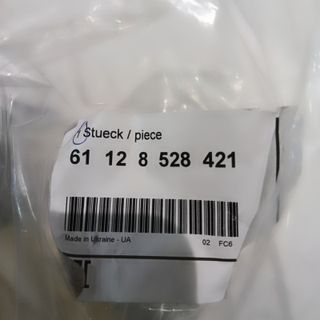 1 Stueck / piece
61 12 8 528 421
Made in Ukraine - UA 02 FC6